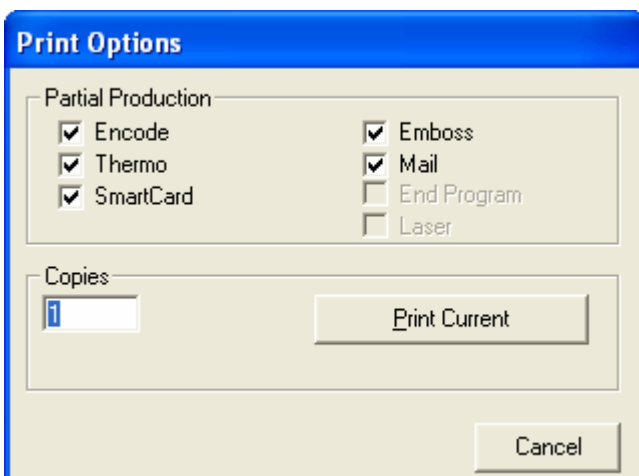 Print Options
Partial Production
Encode
Emboss
Thermo
Mail
SmartCard
End Program
Laser
Copies
1
Print Current
Cancel